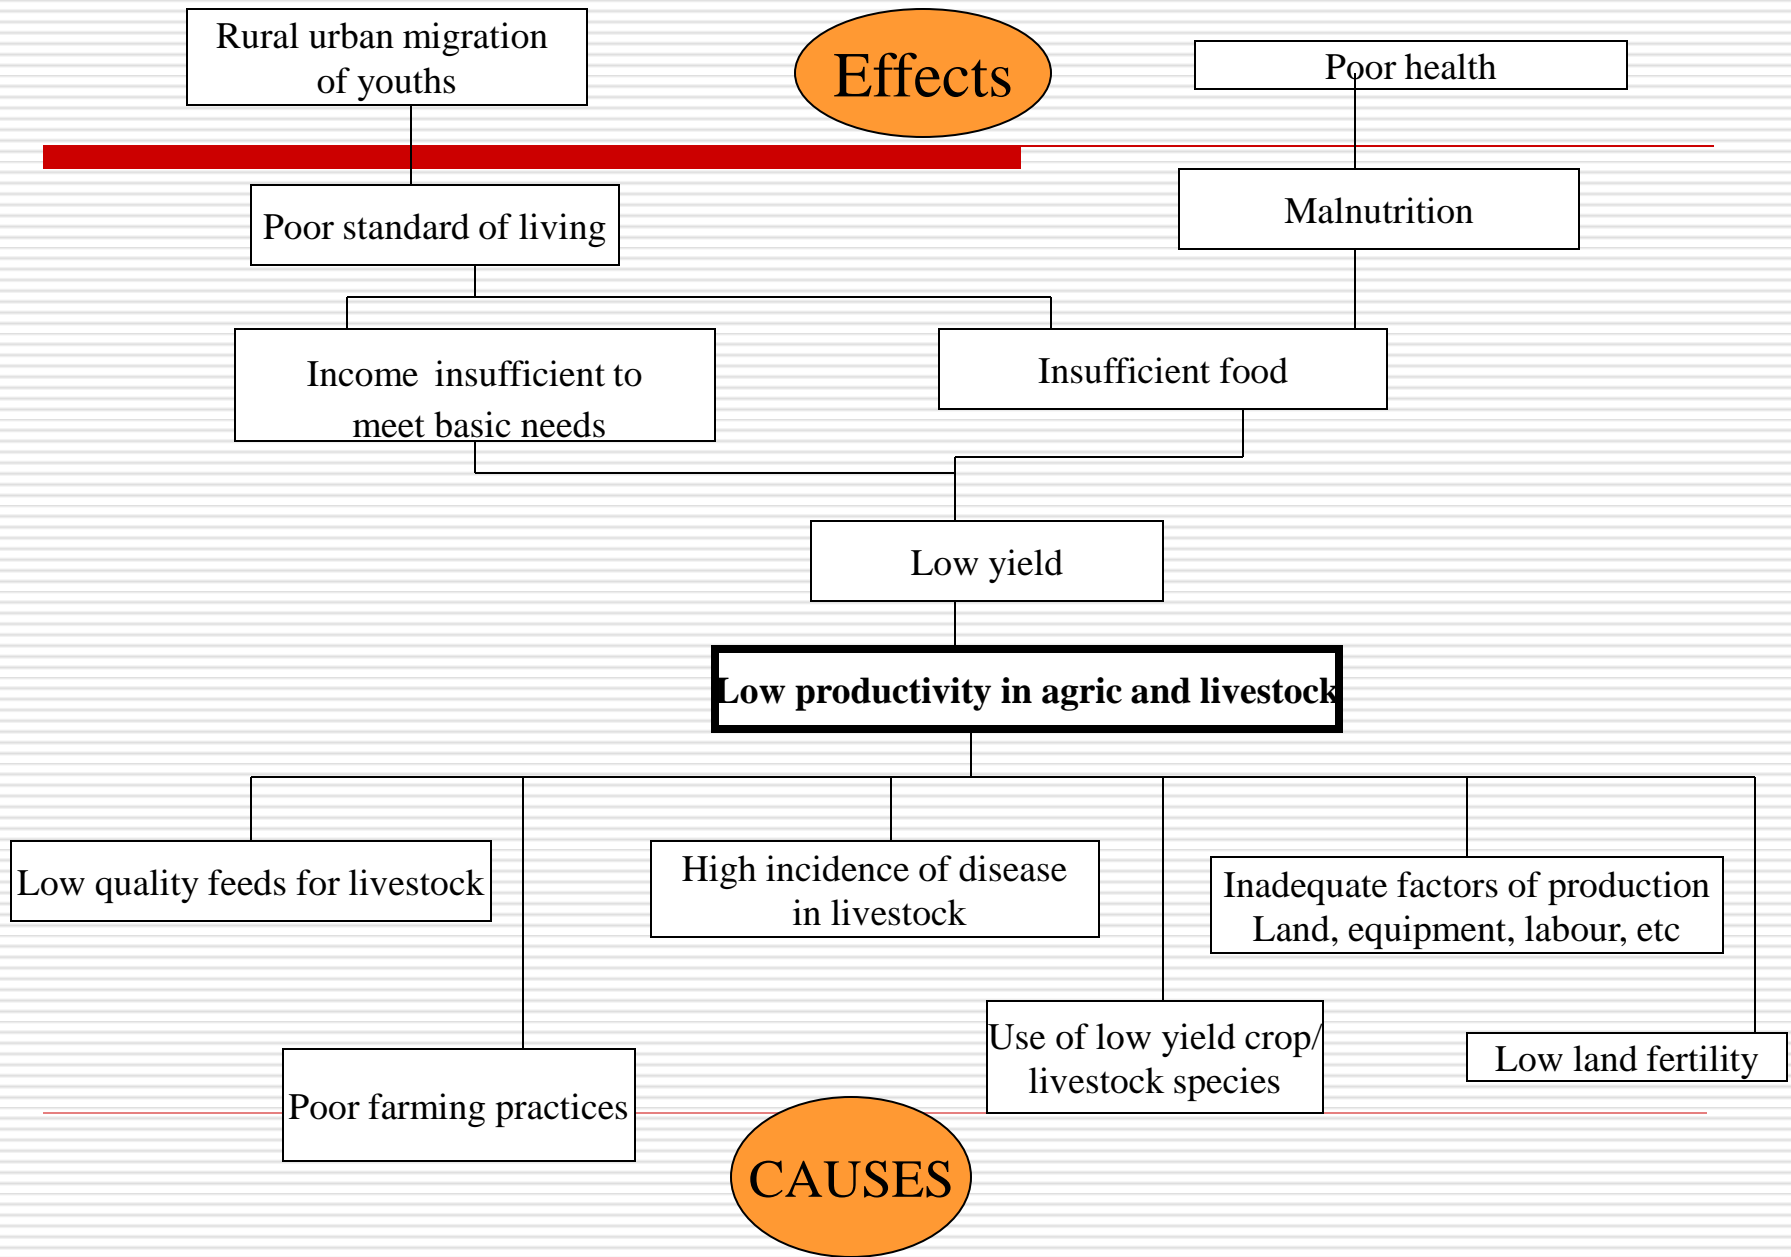 Rural urban migration
of youths
Effects
Poor health
Poor standard of living
Malnutrition
Income insufficient to
meet basic needs
Insufficient food
Low yield
Low productivity in agric and livestock
Low quality feeds for livestock
High incidence of disease
in livestock
Inadequate factors of production
Land, equipment, labour, etc
Poor farming practices
Use of low yield crop/
livestock species
Low land fertility
CAUSES